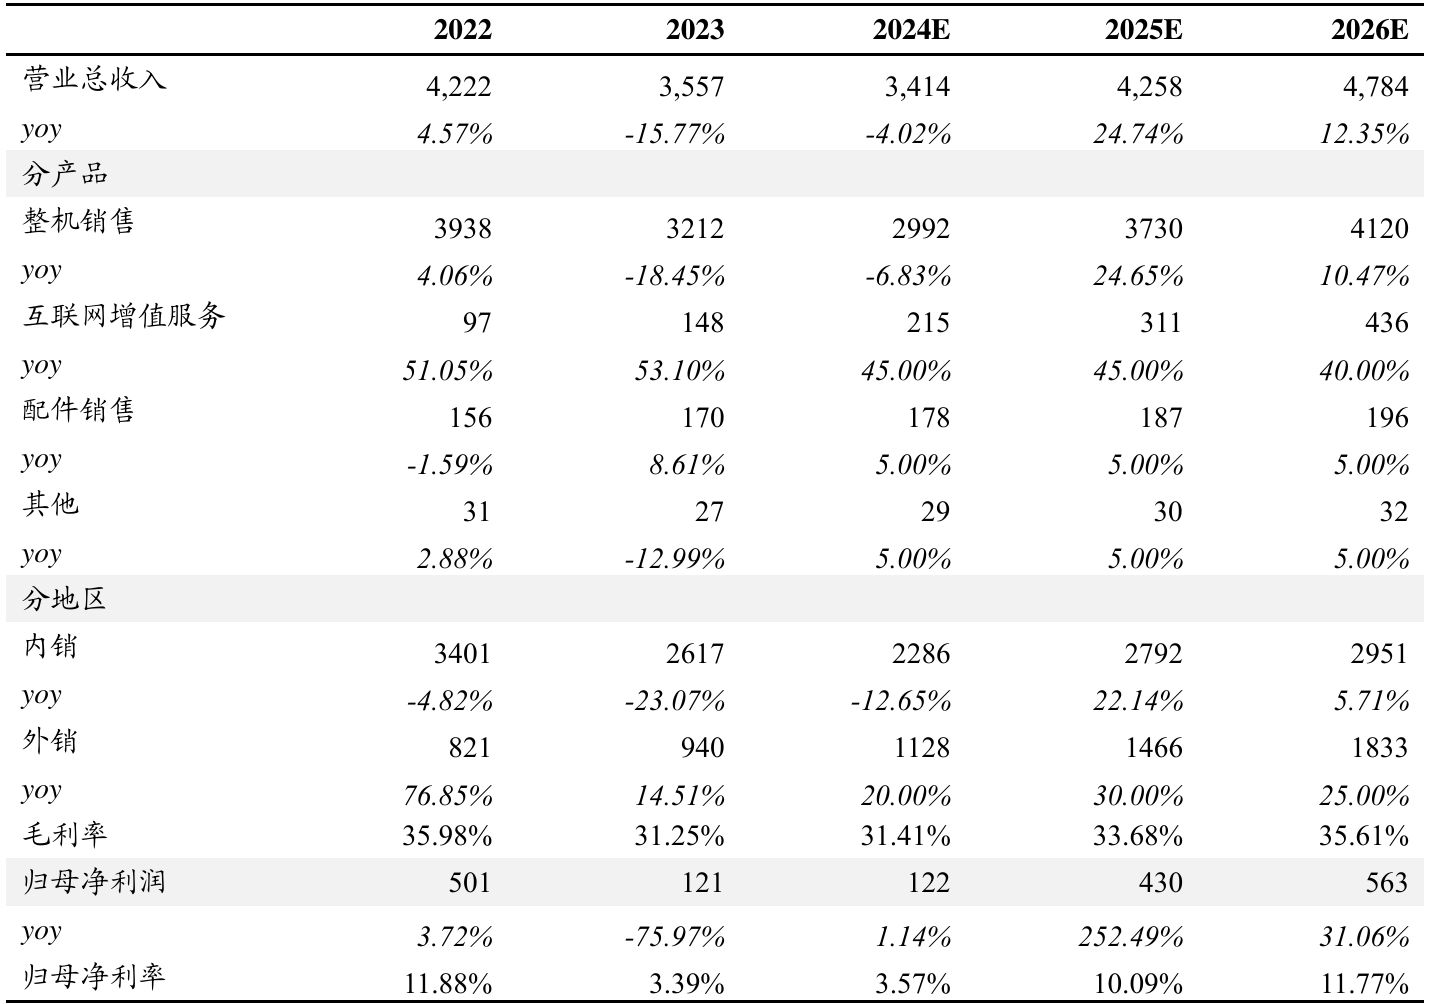 2022 2023 2024E 2025E 2026E
营业总收入 4,222 3,557 3,414 4,258 4,784
yoy 4.57% -15.77% -4.02% 24.74% 12.35%
分产品
整机销售 3938 3212 2992 3730 4120
yoy 4.06% -18.45% -6.83% 24.65% 10.47%
互联网增值服务 97 148 215 311 436
yoy 51.05% 53.10% 45.00% 45.00% 40.00%
配件销售 156 170 178 187 196
yoy -1.59% 8.61% 5.00% 5.00% 5.00%
其他 31 27 29 30 32
yoy 2.88% -12.99% 5.00% 5.00% 5.00%
分地区
内销 3401 2617 2286 2792 2951
yoy -4.82% -23.07% -12.65% 22.14% 5.71%
外销 821 940 1128 1466 1833
yoy 76.85% 14.51% 20.00% 30.00% 25.00%
毛利率 35.98% 31.25% 31.41% 33.68% 35.61%
归母净利润 501 121 122 430 563
yoy 3.72% -75.97% 1.14% 252.49% 31.06%
归母净利率 11.88% 3.39% 3.57% 10.09% 11.77%